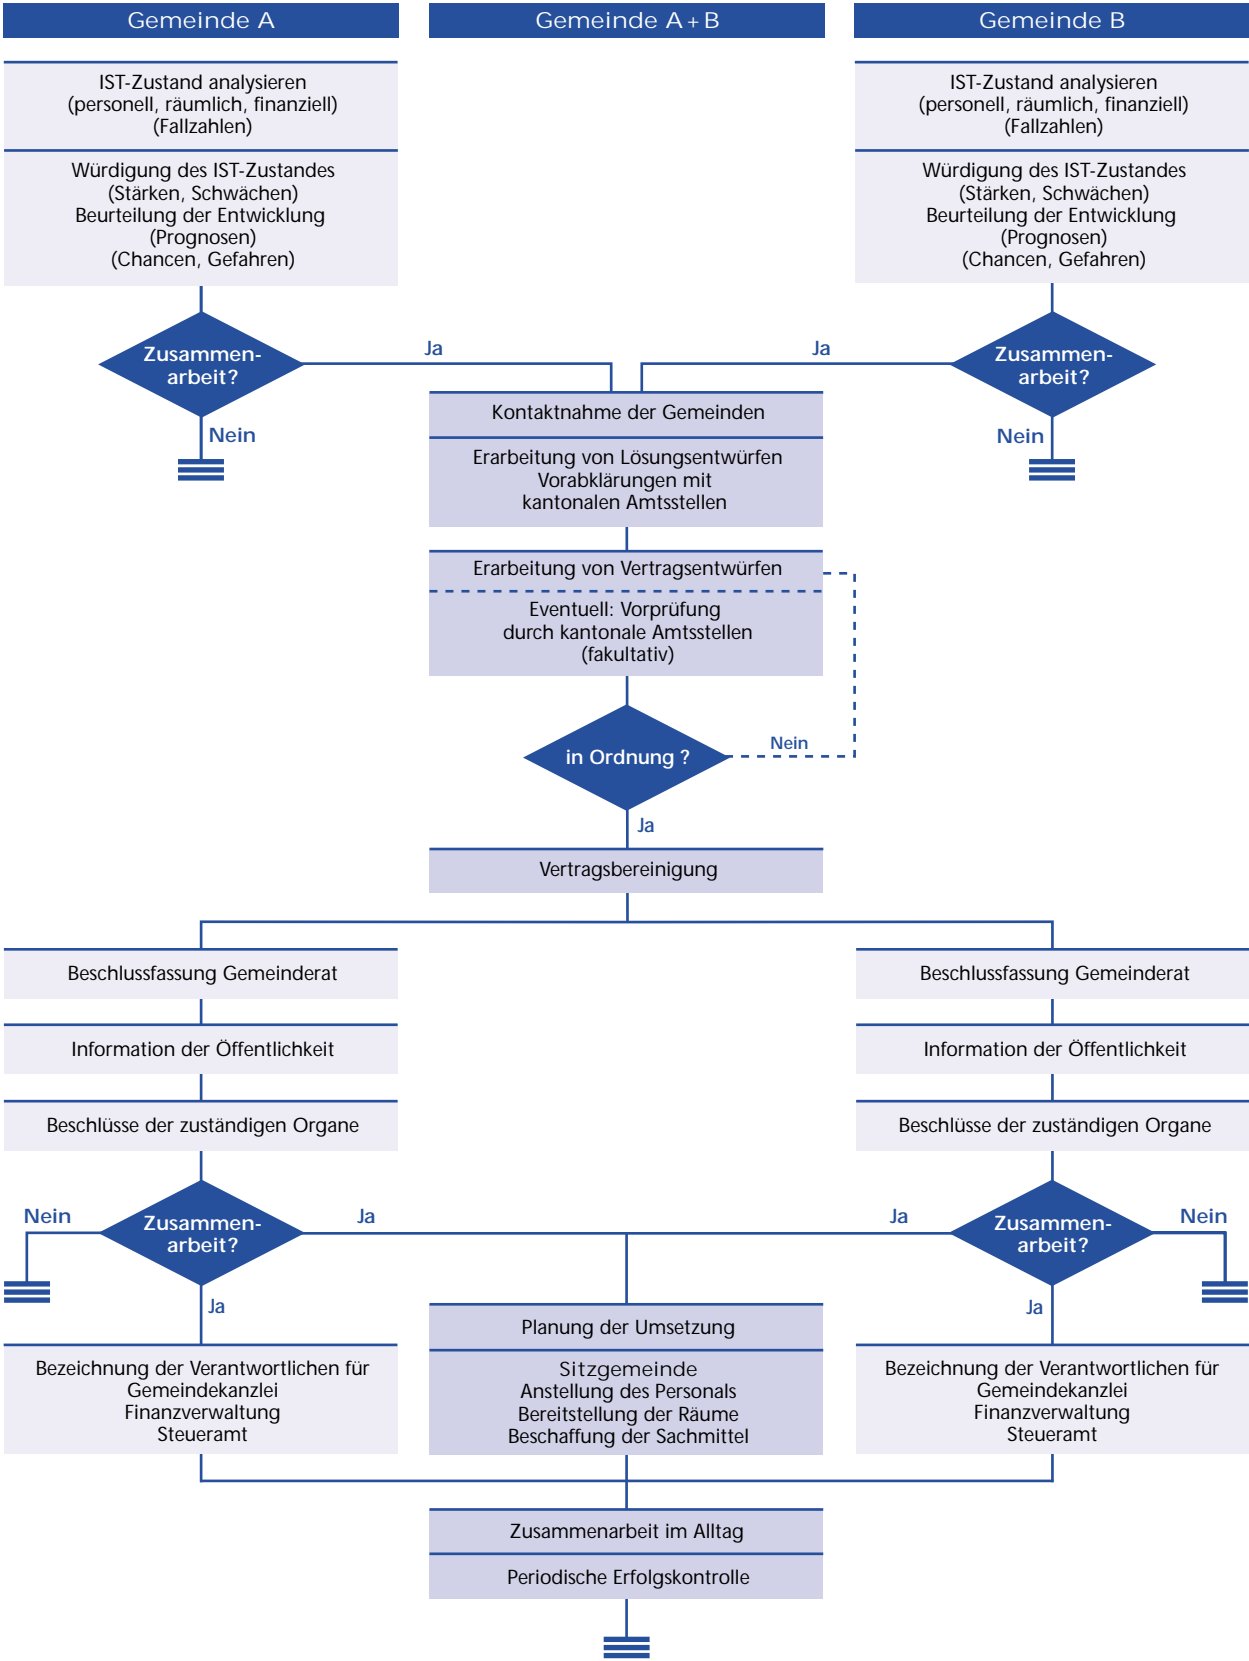 Gemeinde A
Gemeinde A + B
Gemeinde B
IST-Zustand analysieren
(personell, räumlich, finanziell)
(Fallzahlen)
IST-Zustand analysieren
(personell, räumlich, finanziell)
(Fallzahlen)
Würdigung des IST-Zustandes
(Stärken, Schwächen)
Beurteilung der Entwicklung
(Prognosen)
(Chancen, Gefahren)
Würdigung des IST-Zustandes
(Stärken, Schwächen)
Beurteilung der Entwicklung
(Prognosen)
(Chancen, Gefahren)
Zusammen-
arbeit?
Ja
Ja
Zusammen-
arbeit?
Nein
Nein
Kontaktnahme der Gemeinden
Erarbeitung von Lösungsentwürfen
Vorabklärungen mit
kantonalen Amtsstellen
Erarbeitung von Vertragsentwürfen
Eventuell: Vorprüfung
durch kantonale Amtsstellen
(fakultativ)
in Ordnung ?
Nein
Ja
Vertragsbereinigung
Beschlussfassung Gemeinderat
Beschlussfassung Gemeinderat
Information der Öffentlichkeit
Information der Öffentlichkeit
Beschlüsse der zuständigen Organe
Beschlüsse der zuständigen Organe
Nein
Zusammen-
arbeit?
Ja
Ja
Zusammen-
arbeit?
Nein
Ja
Ja
Planung der Umsetzung
Bezeichnung der Verantwortlichen für
Gemeindekanzlei
Finanzverwaltung
Steueramt
Sitzgemeinde
Anstellung des Personals
Bereitstellung der Räume
Beschaffung der Sachmittel
Bezeichnung der Verantwortlichen für
Gemeindekanzlei
Finanzverwaltung
Steueramt
Zusammenarbeit im Alltag
Periodische Erfolgskontrolle